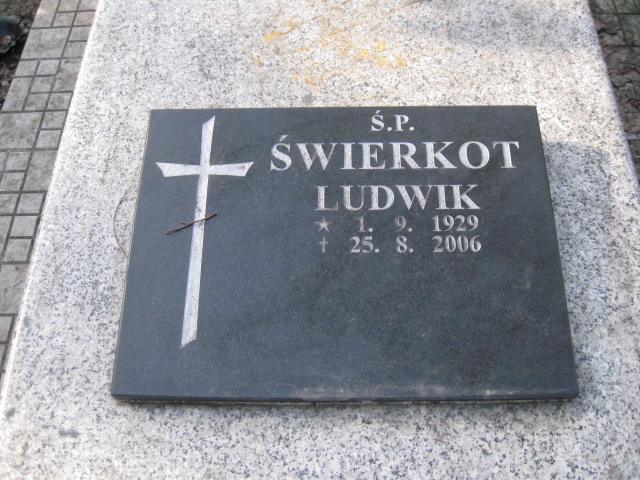 Ś.P.
ŚWIERKOT
LUDWIK
★ 1. 9. 1929
✝ 25. 8. 2006